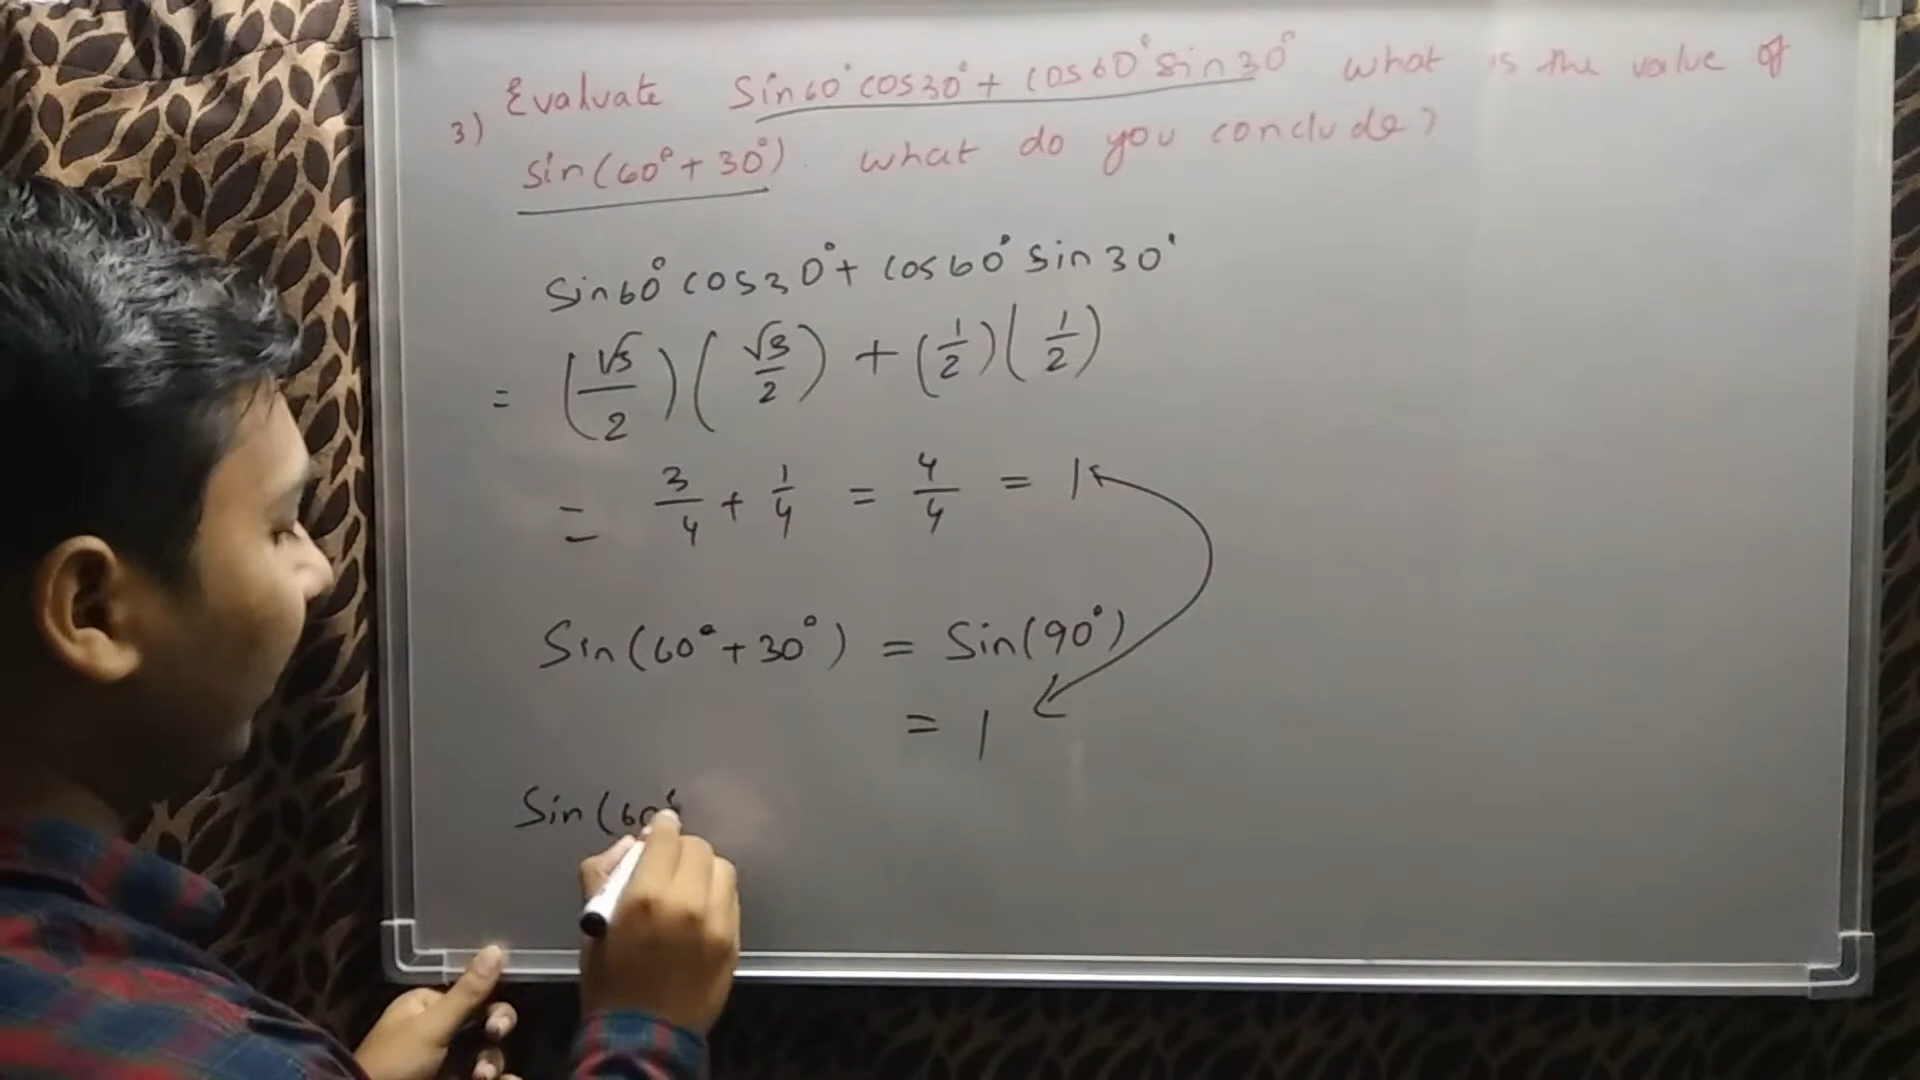 3) Evaluate sin60° cos30° + cos60° sin30° what is the value of
sin(60° + 30°). what do you conclude?
sin60° cos30° + cos60° sin30°
= (√3/2)(√3/2) + (1/2)(1/2)
= 3/4 + 1/4 = 4/4 = 1
Sin(60° + 30°) = Sin(90°)
= 1
Sin(60°